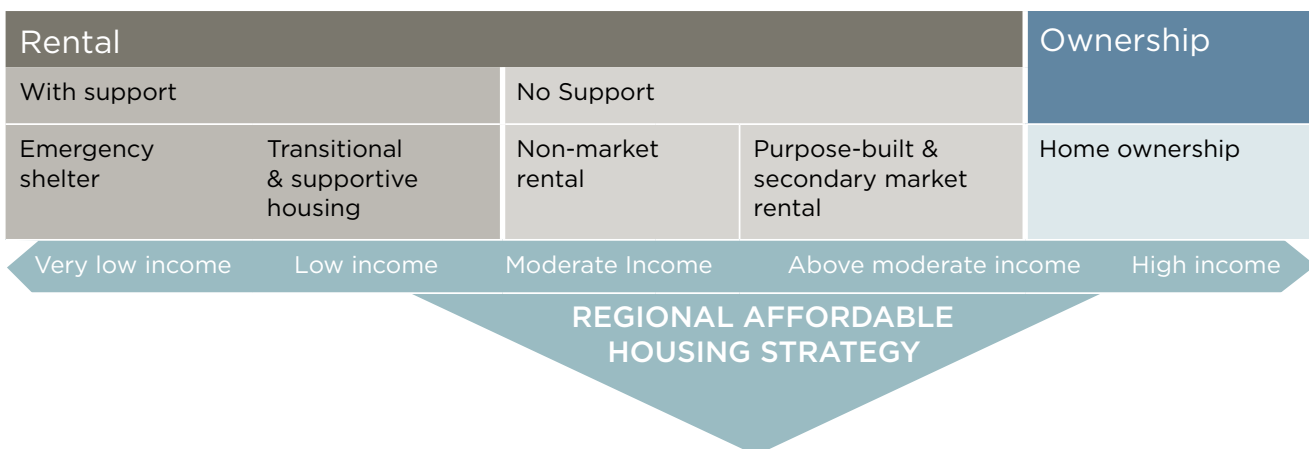 Rental
Ownership
With support
No Support
Emergency
shelter
Transitional
& supportive
housing
Non-market
rental
Purpose-built &
secondary market
rental
Home ownership
Very low income
Low income
Moderate Income
Above moderate income
High income
REGIONAL AFFORDABLE
HOUSING STRATEGY